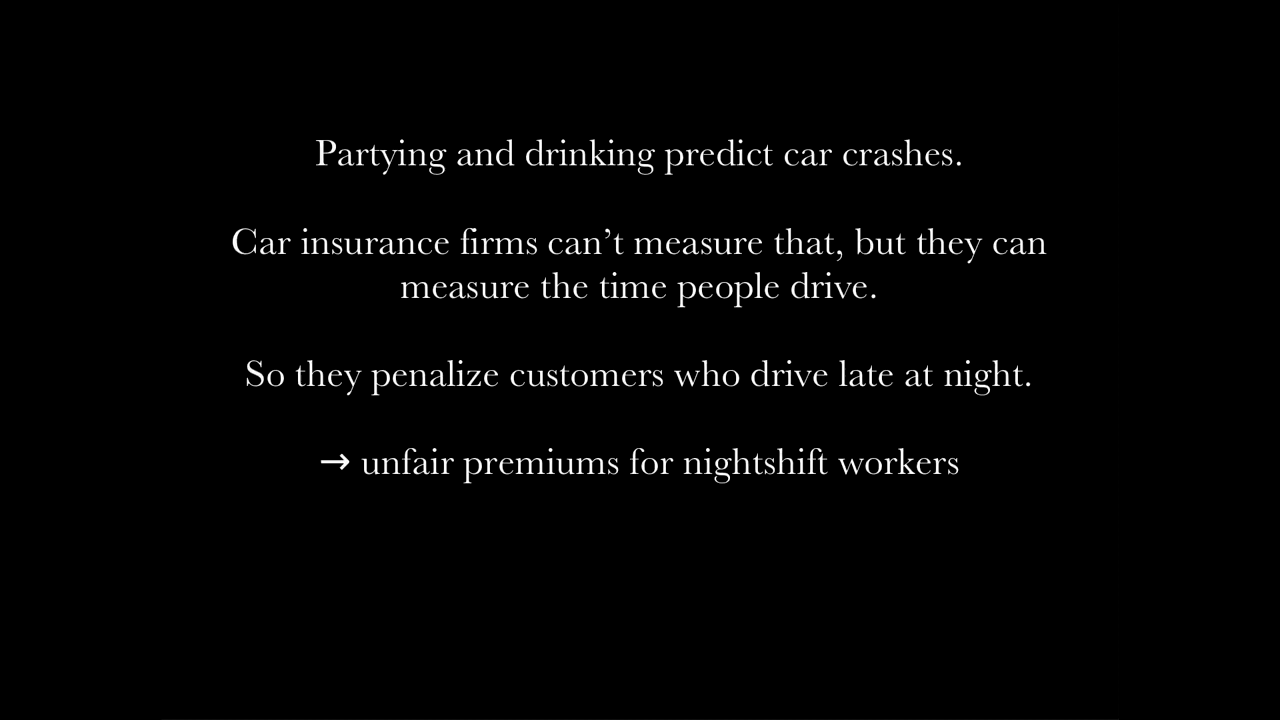 Partying and drinking predict car crashes.
Car insurance firms can’t measure that, but they can
measure the time people drive.
So they penalize customers who drive late at night.
→ unfair premiums for nightshift workers